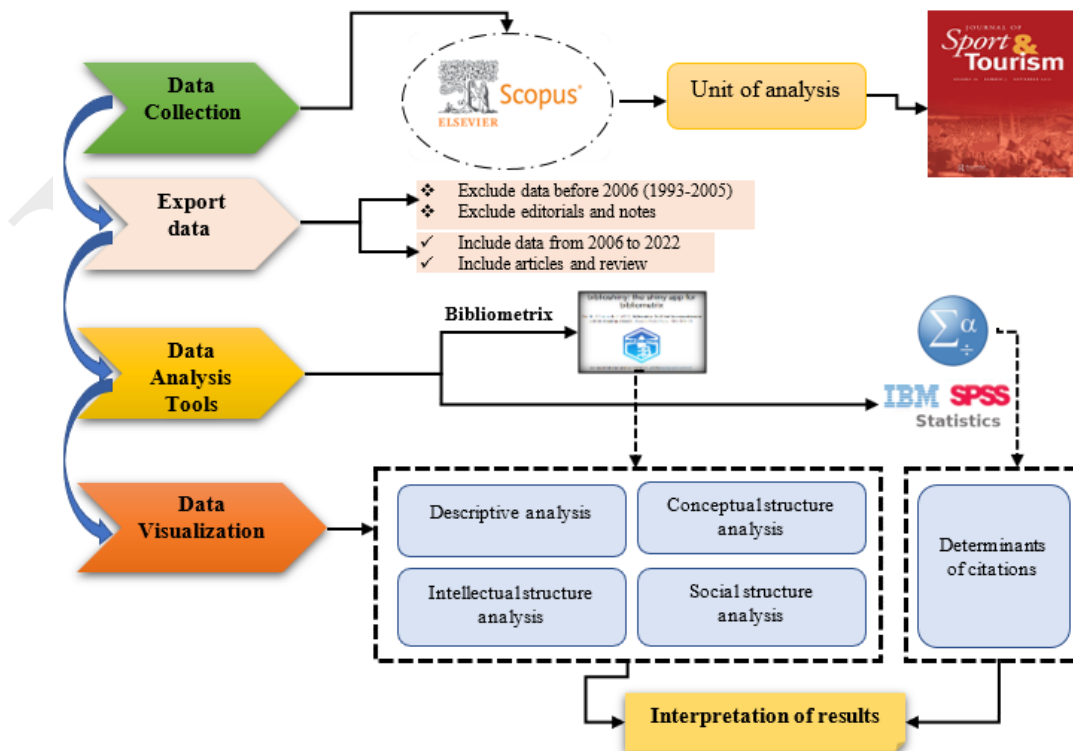 Data
Collection
ELSEVIER
Scopus®
Unit of analysis
JOURNAL OF
Sport &
Tourism
Export
data
❖ Exclude data before 2006 (1993-2005)
❖ Exclude editorials and notes
✓ Include data from 2006 to 2022
✓ Include articles and review
Data
Analysis
Tools
Bibliometrix
biblioshiny: the shiny app for
bibliometrix
Σ α
÷
IBM SPSS
Statistics
Data
Visualization
Descriptive analysis
Conceptual structure
analysis
Intellectual structure
analysis
Social structure
analysis
Determinants
of citations
Interpretation of results